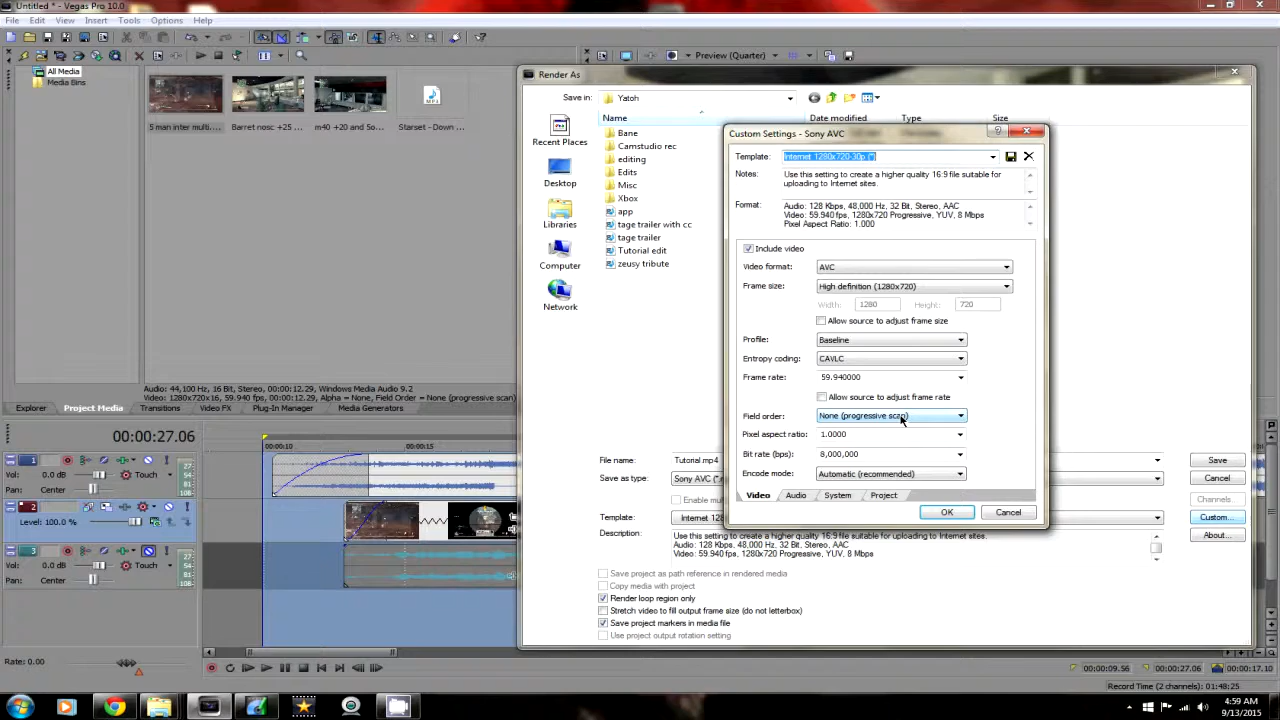 Untitled * - Vegas Pro 10.0
File Edit View Insert Tools Options Help
Preview (Quarter)
All Media
Media Bins
5 man inter multi....
Barret nosc +25 ...
m40 +20 and So...
Starset - Down ...
Audio: 44,100 Hz, 16 Bit, Stereo, 00:00:12.29, Windows Media Audio 9.2
Video: 1280x720x16, 00:00:12.29, Alpha = None, Field Order = None (progressive scan)
Explorer Project Media Transitions Video FX Plug-In Manager Media Generators
Render As
Save in: Yatoh
Name Date modified Type Size
Recent Places
Desktop
Libraries
Computer
Network
Bane
Camstudio rec
editing
Edits
Misc
Xbox
app
tage trailer with cc
tage trailer
Tutorial edit
zeusy tribute
Custom Settings - Sony AVC
Template: Internet 1280x720-30p (*)
Notes: Use this setting to create a higher quality 16:9 file suitable for
uploading to Internet sites.
Format: Audio: 128 Kbps, 48,000 Hz, 32 Bit, Stereo, AAC
Video: 59.940 fps, 1280x720 Progressive, YUV, 8 Mbps
Pixel Aspect Ratio: 1.000
Include video
Video format: AVC
Frame size: High definition (1280x720)
Width: 1280 Height: 720
Allow source to adjust frame size
Profile: Baseline
Entropy coding: CAVLC
Frame rate: 59.940000
Allow source to adjust frame rate
Field order: None (progressive scan)
Pixel aspect ratio: 1.0000
Bit rate (bps): 8,000,000
Encode mode: Automatic (recommended)
Video Audio System Project
OK Cancel
File name: Tutorial.mp4
Save as type: Sony AVC (*.
Enable mult
Template: Internet 128
Description: Use this setting to create a higher quality 16:9 file suitable for uploading to Internet sites.
Audio: 128 Kbps, 48,000 Hz, 32 Bit, Stereo, AAC
Video: 59.940 fps, 1280x720 Progressive, YUV, 8 Mbps
Save
Cancel
Channels...
Custom...
About...
Save project as path reference in rendered media
Copy media with project
Render loop region only
Stretch video to fill output frame size (do not letterbox)
Save project markers in media file
Use project output rotation setting
00:00:27.06
00:00:10 00:00:15
1
Vol: 0.0 dB Touch
Pan: Center
2
Level: 100.0 %
3
Vol: 0.0 dB Touch
Pan: Center
Rate: 0.00
00:00:09.56 00:00:27.06 00:00:17.10
Record Time (2 channels): 01:48:25
4:59 AM
9/13/2015